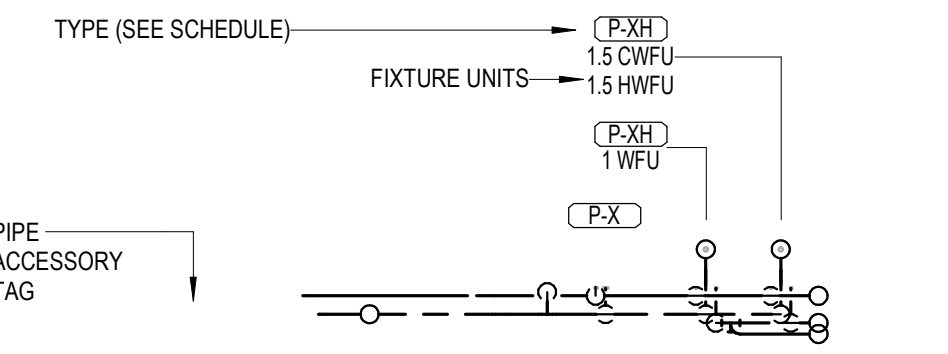 TYPE (SEE SCHEDULE)
P-XH
1.5 CWFU
FIXTURE UNITS
1.5 HWFU
P-XH
1 WFU
P-X
PIPE
ACCESSORY
TAG